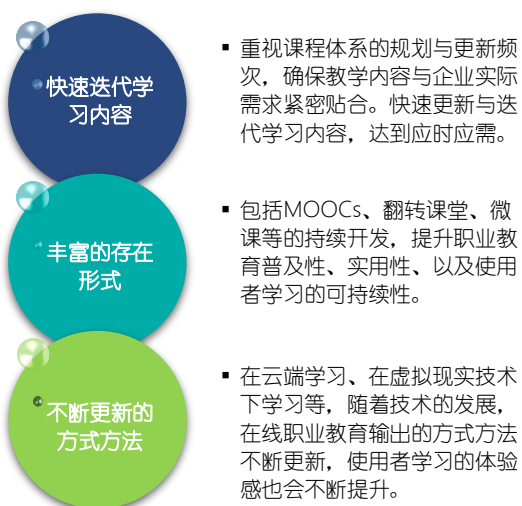 快速迭代学
习内容
▪ 重视课程体系的规划与更新频
次，确保教学内容与企业实际
需求紧密贴合。快速更新与迭
代学习内容，达到应时应需。
丰富的存在
形式
▪ 包括MOOCs、翻转课堂、微
课等的持续开发，提升职业教
育普及性、实用性、以及使用
者学习的可持续性。
不断更新的
方式方法
▪ 在云端学习、在虚拟现实技术
下学习等，随着技术的发展，
在线职业教育输出的方式方法
不断更新，使用者学习的体验
感也会不断提升。